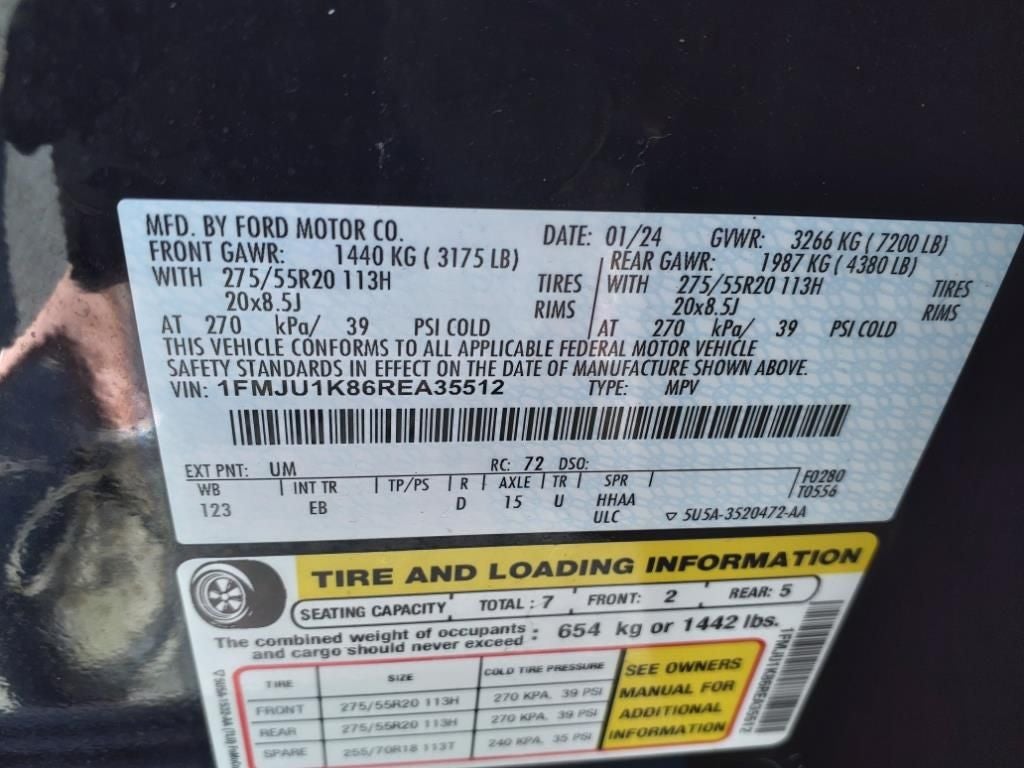 MFD. BY FORD MOTOR CO.
DATE: 01/24 GVWR: 3266 KG ( 7200 LB)
FRONT GAWR: 1440 KG ( 3175 LB)
WITH 275/55R20 113H TIRES
20x8.5J RIMS
AT 270 kPa/ 39 PSI COLD
REAR GAWR: 1987 KG ( 4380 LB)
WITH 275/55R20 113H TIRES
20x8.5J RIMS
AT 270 kPa/ 39 PSI COLD
THIS VEHICLE CONFORMS TO ALL APPLICABLE FEDERAL MOTOR VEHICLE
SAFETY STANDARDS IN EFFECT ON THE DATE OF MANUFACTURE SHOWN ABOVE.
VIN: 1FMJU1K86REA35512 TYPE: MPV
EXT PNT: UM RC: 72 DSO:
WB INT TR TP/PS R AXLE TR SPR F0280
T0556
123 EB D 15 U HHAA
ULC 5U5A-3520472-AA
TIRE AND LOADING INFORMATION
SEATING CAPACITY TOTAL : 7 FRONT: 2 REAR: 5
The combined weight of occupants and cargo should never exceed : 654 kg or 1442 lbs.
TIRE SIZE COLD TIRE PRESSURE
FRONT 275/55R20 113H 270 KPA, 39 PSI
REAR 275/55R20 113H 270 KPA, 39 PSI
SPARE 255/70R18 113T 240 KPA, 35 PSI
SEE OWNERS
MANUAL FOR
ADDITIONAL
INFORMATION
1FMJU1K86REA35512